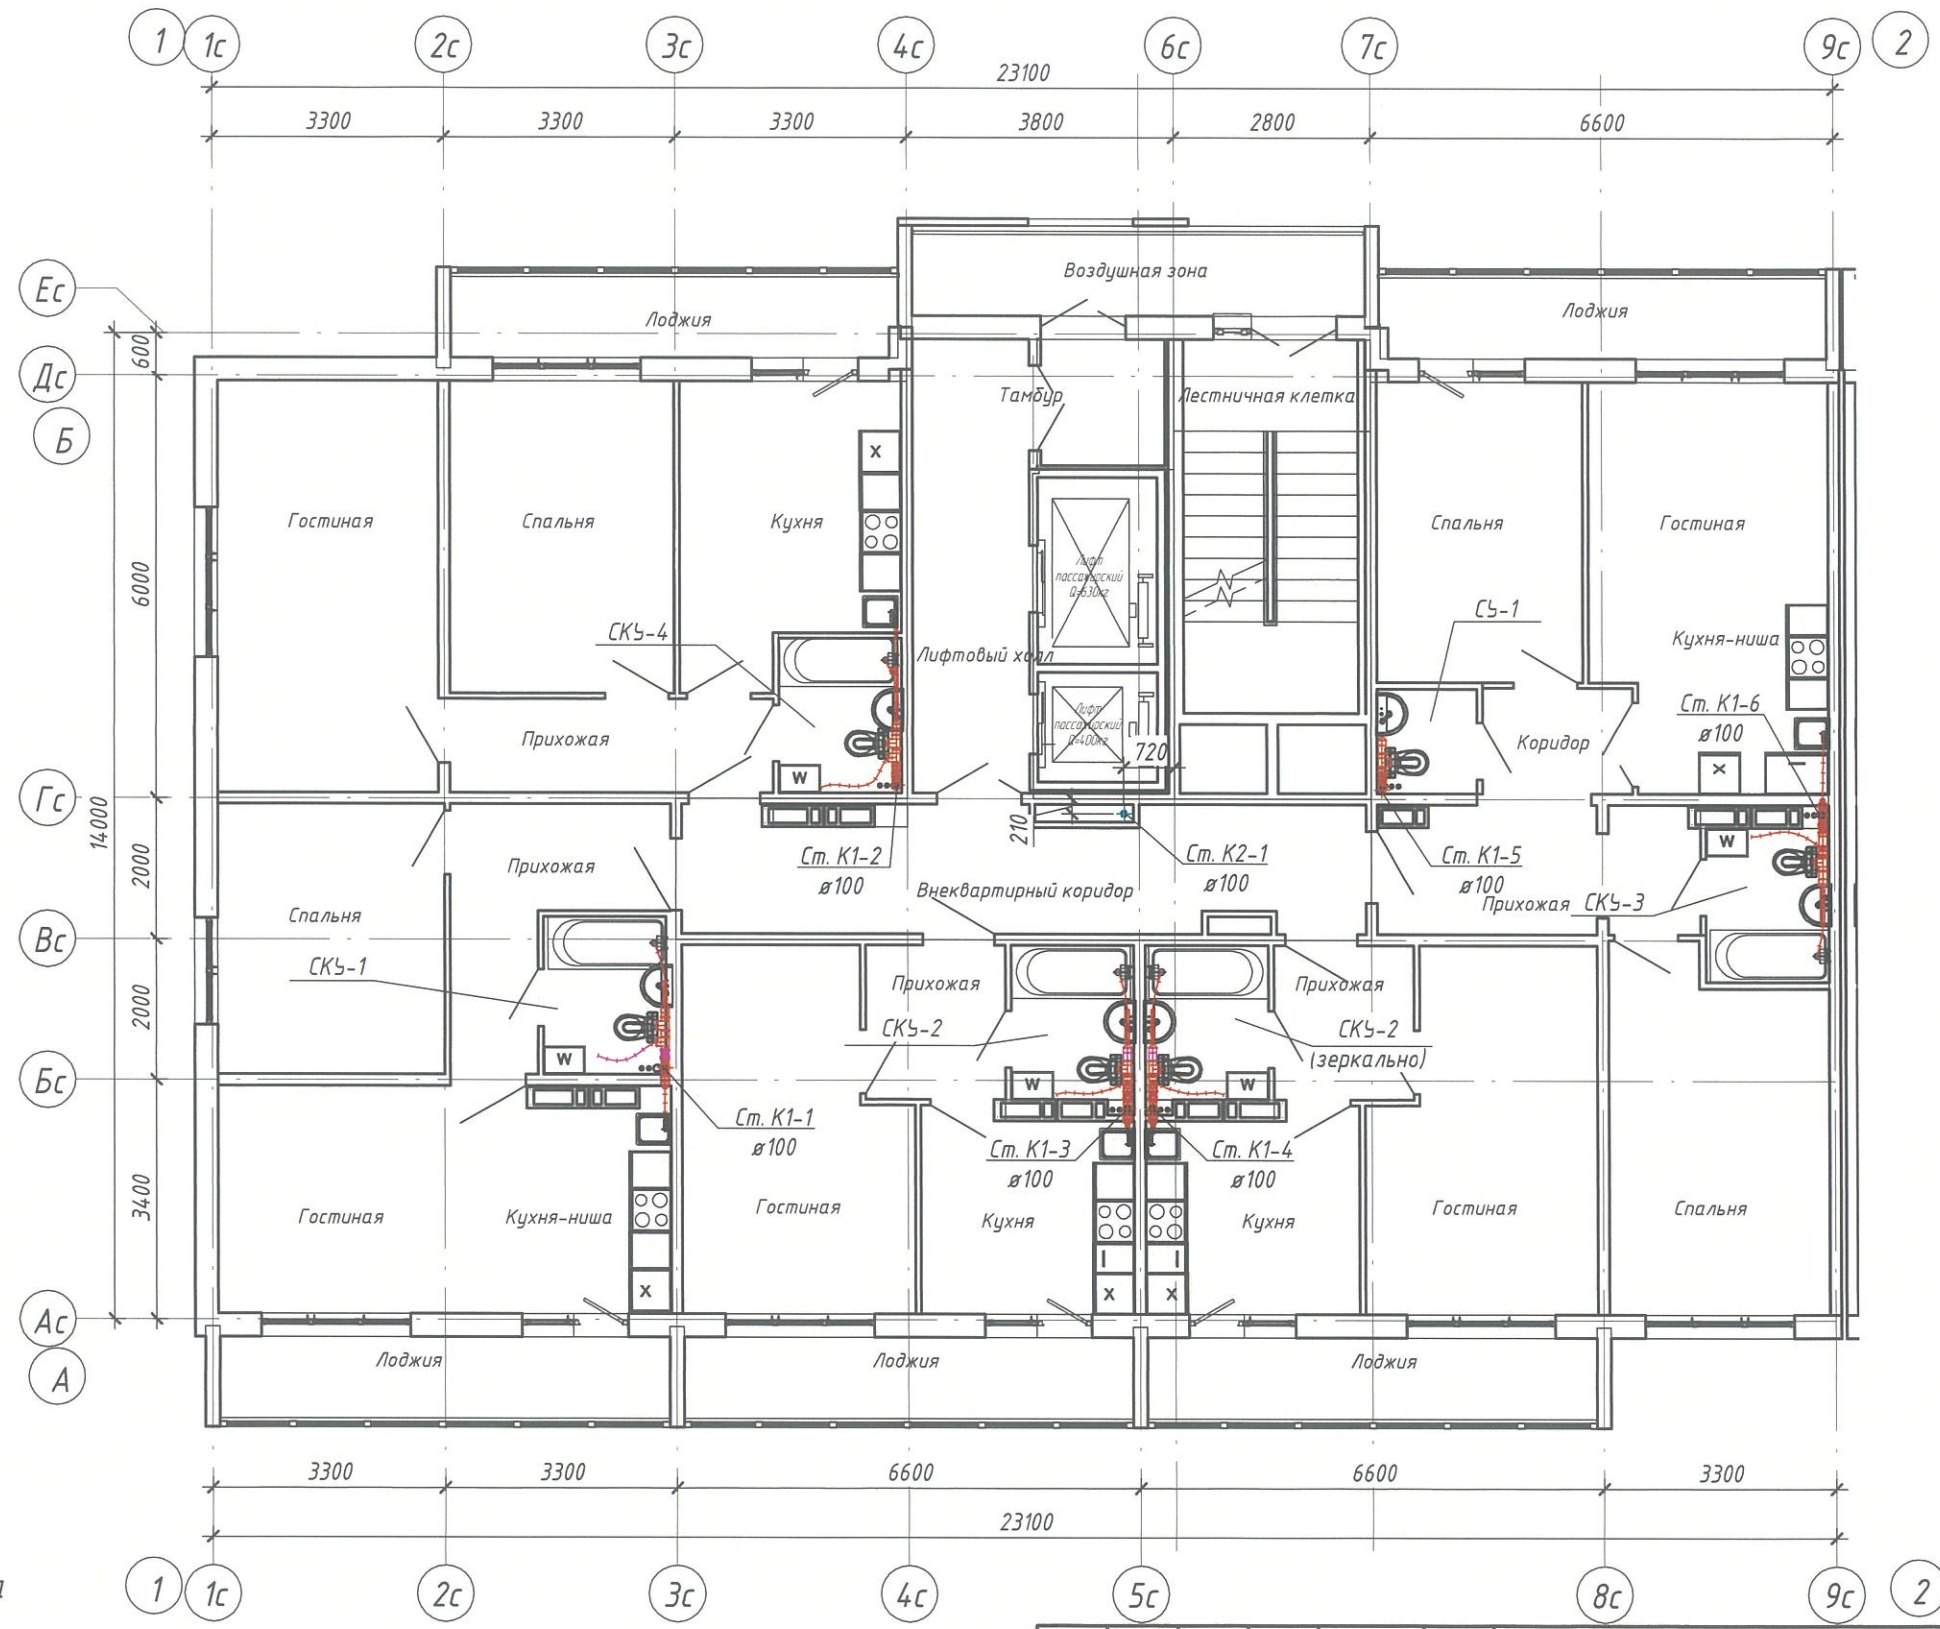 1 1с 2с 3с 4с 6с 7с 9с 2
23100
3300 3300 3300 3800 2800 6600
Ес
Дс
Б
Гс
Вс
Бс
Ас
А
600
6000
14000
2000
2000
3400
Воздушная зона
Лоджия
Лоджия
Тамбур
Лестничная клетка
X
Гостиная
Спальня
Кухня
Спальня
Гостиная
Лифт
пассажирский
Q=630кг
СКУ-4
СУ-1
Кухня-ниша
Лифтовый холл
Лифт
пассажирский
Q=400кг
Ст. К1-6
ø100
Прихожая
Коридор
720
W
X
210
W
Ст. К1-2
ø100
Ст. К2-1
ø100
Ст. К1-5
ø100
Прихожая
Внеквартирный коридор
Прихожая
СКУ-3
Спальня
СКУ-1
Прихожая
Прихожая
СКУ-2
СКУ-2
(зеркально)
W
W
W
Ст. К1-1
ø100
Ст. К1-3
ø100
Ст. К1-4
ø100
Гостиная
Кухня-ниша
Гостиная
Кухня
Кухня
Гостиная
Спальня
X
X
X
Лоджия
Лоджия
Лоджия
3300 3300 6600 6600 3300
23100
1 1с 2с 3с 4с 5с 8с 9с 2